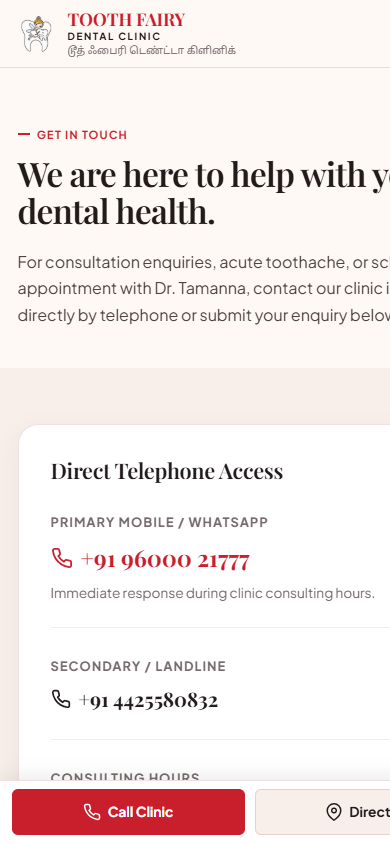 TOOTH FAIRY
DENTAL CLINIC
டூத் ஃபைரி டெண்ட்டா கிளினிக்
GET IN TOUCH
We are here to help with y
dental health.
For consultation enquiries, acute toothache, or sc
appointment with Dr. Tamanna, contact our clinic i
directly by telephone or submit your enquiry below
Direct Telephone Access
PRIMARY MOBILE / WHATSAPP
+91 96000 21777
Immediate response during clinic consulting hours.
SECONDARY / LANDLINE
+91 4425580832
CONSULTING HOURS
Call Clinic
Direct